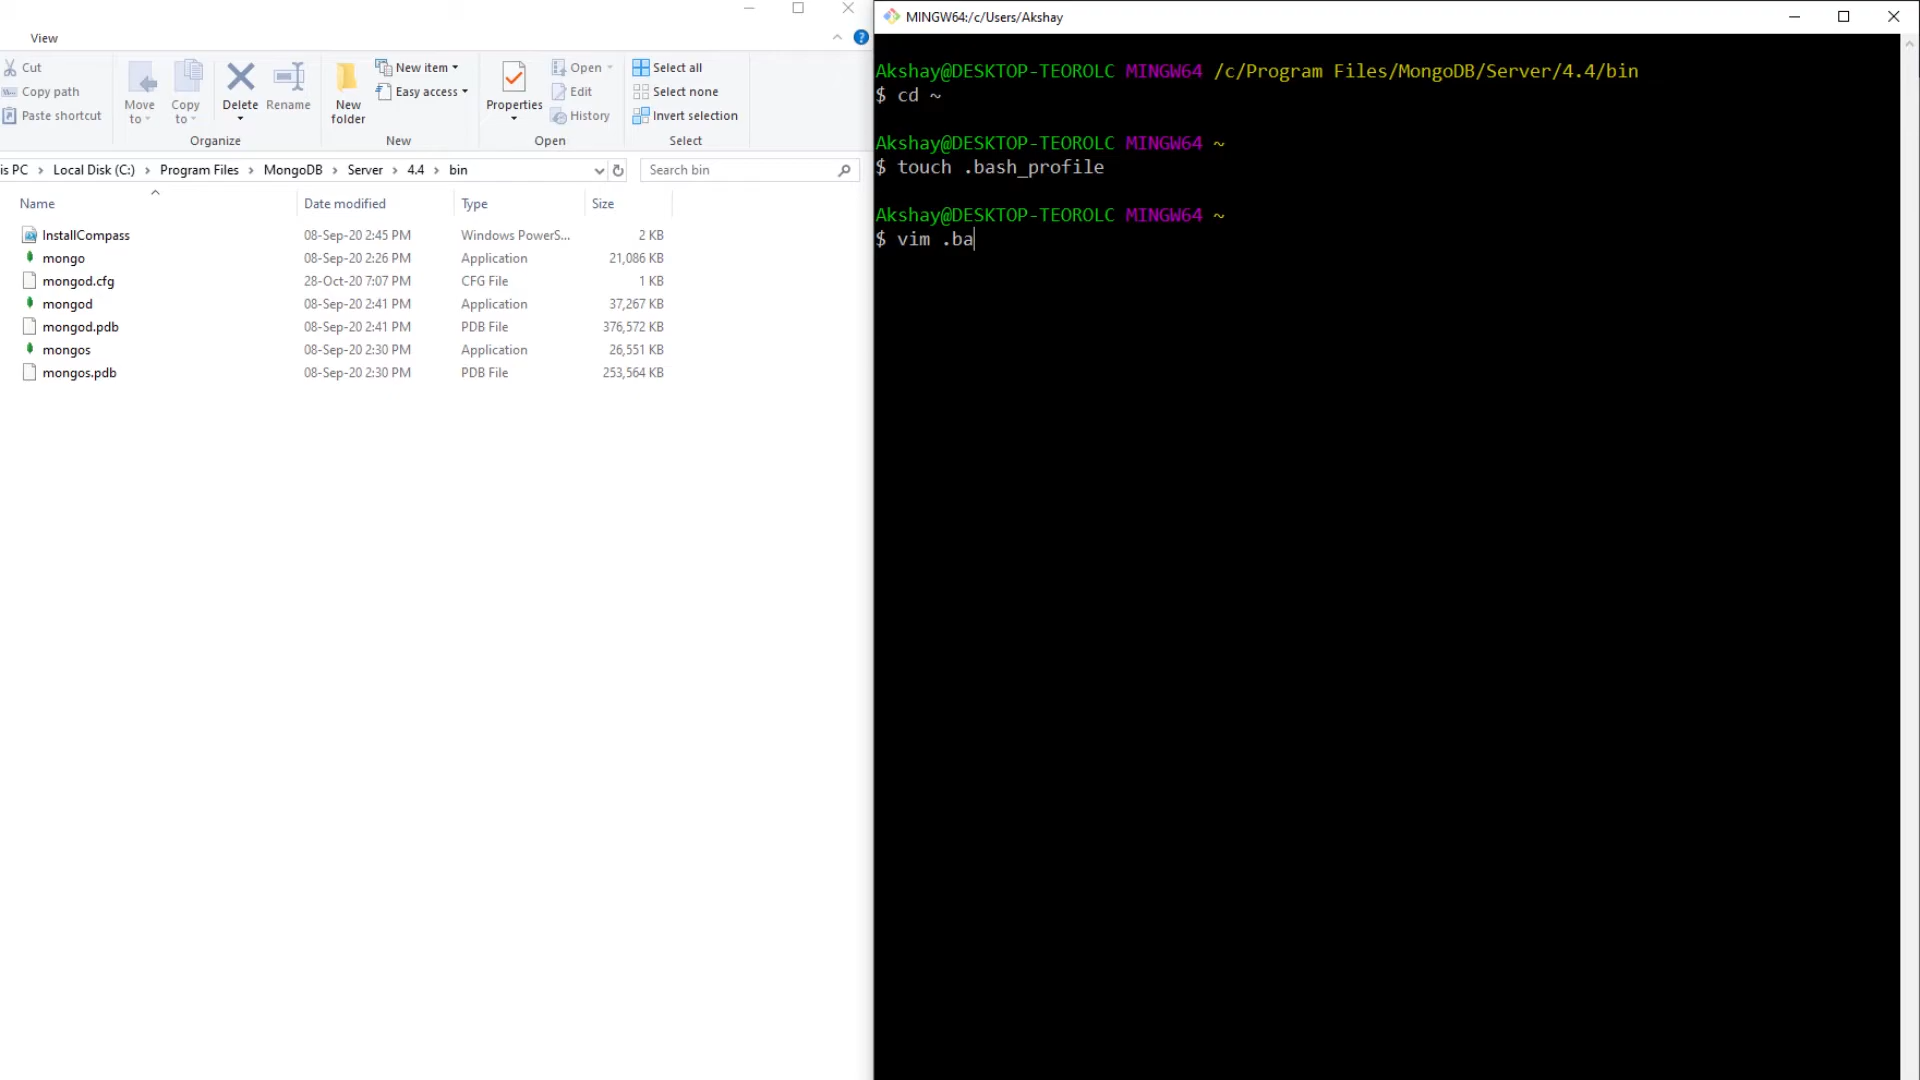 View
Cut
Copy path
Paste shortcut
Move to
Copy to
Delete
Rename
Organize
New folder
New item
Easy access
New
Properties
Open
Edit
History
Open
Select all
Select none
Invert selection
Select
is PC > Local Disk (C:) > Program Files > MongoDB > Server > 4.4 > bin
Search bin
Name Date modified Type Size
InstallCompass 08-Sep-20 2:45 PM Windows PowerS... 2 KB
mongo 08-Sep-20 2:26 PM Application 21,086 KB
mongod.cfg 28-Oct-20 7:07 PM CFG File 1 KB
mongod 08-Sep-20 2:41 PM Application 37,267 KB
mongod.pdb 08-Sep-20 2:41 PM PDB File 376,572 KB
mongos 08-Sep-20 2:30 PM Application 26,551 KB
mongos.pdb 08-Sep-20 2:30 PM PDB File 253,564 KB
MINGW64:/c/Users/Akshay
Akshay@DESKTOP-TEOROLC MINGW64 /c/Program Files/MongoDB/Server/4.4/bin
$ cd ~
Akshay@DESKTOP-TEOROLC MINGW64 ~
$ touch .bash_profile
Akshay@DESKTOP-TEOROLC MINGW64 ~
$ vim .ba